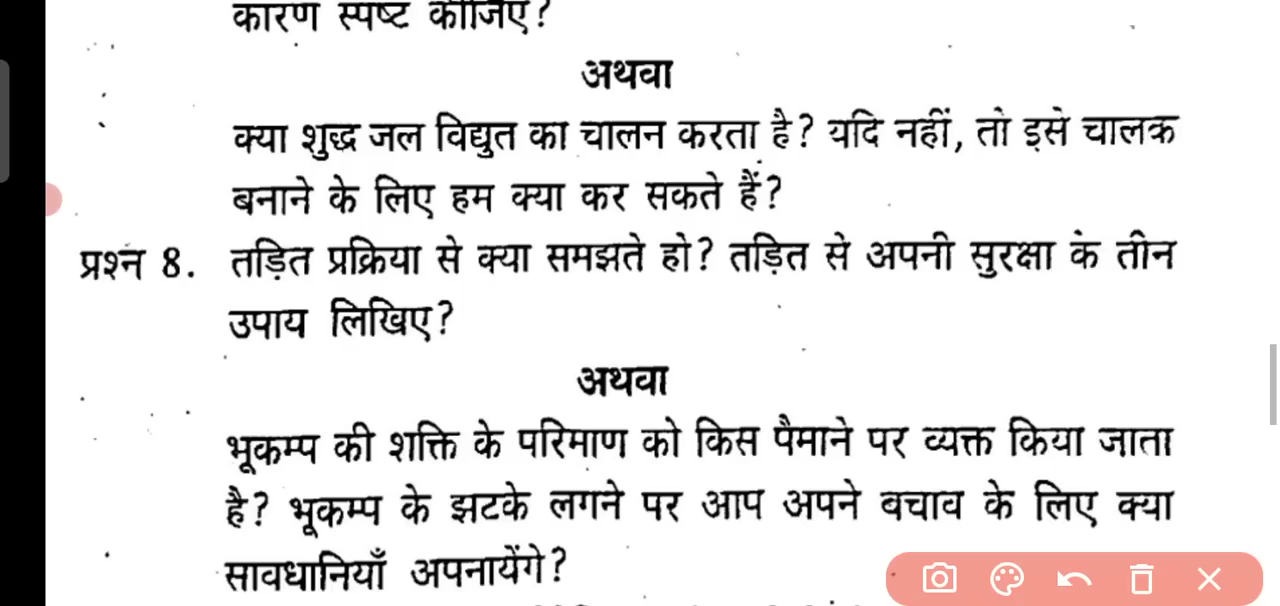 कारण स्पष्ट कीजिए?
अथवा
क्या शुद्ध जल विद्युत का चालन करता है? यदि नहीं, तो इसे चालक
बनाने के लिए हम क्या कर सकते हैं?
प्रश्न 8. तड़ित प्रक्रिया से क्या समझते हो? तड़ित से अपनी सुरक्षा के तीन
उपाय लिखिए?
अथवा
भूकम्प की शक्ति के परिमाण को किस पैमाने पर व्यक्त किया जाता
है? भूकम्प के झटके लगने पर आप अपने बचाव के लिए क्या
सावधानियाँ अपनायेंगे?